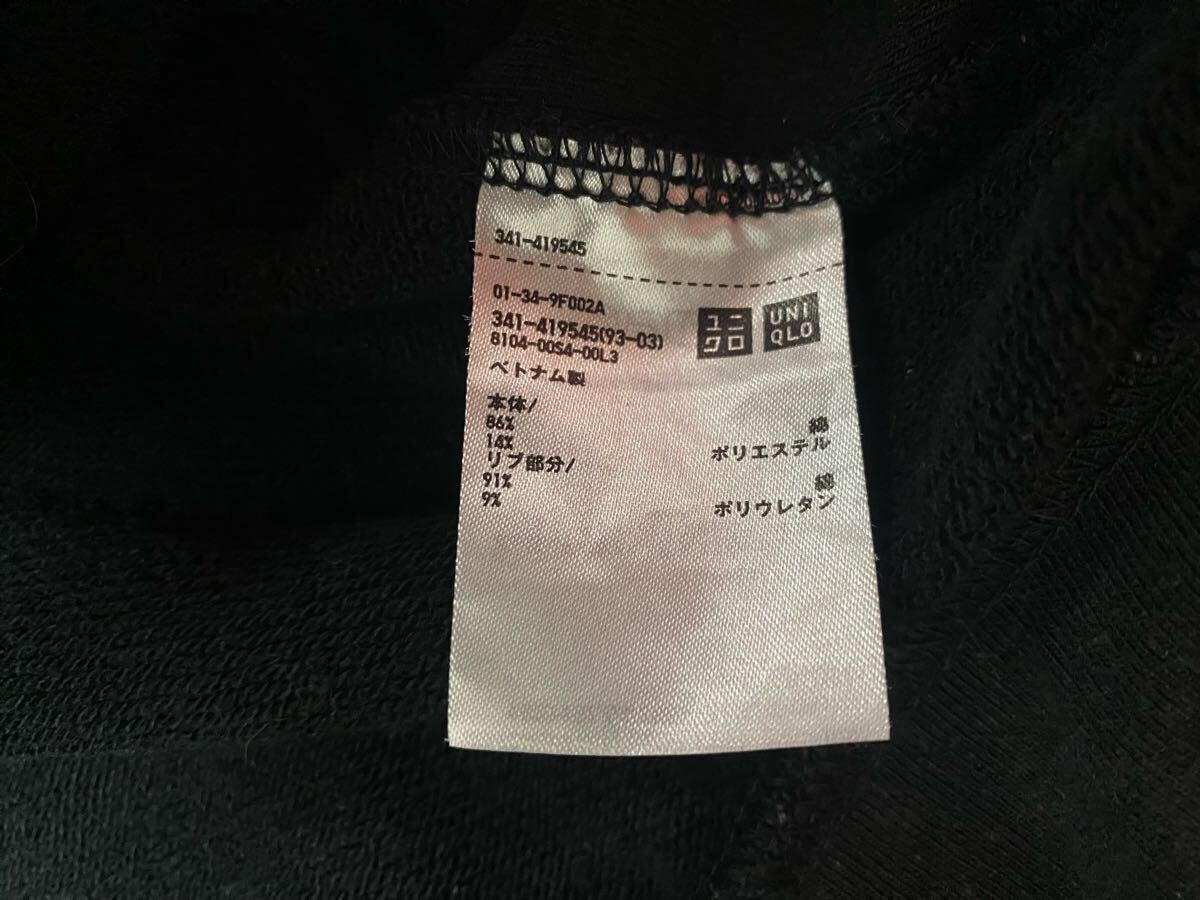 341-419545
01-34-9F002A
341-419545(93-03)
8104-00S4-00L3
ベトナム製
ユニ
クロ
UNI
QLO
本体/
86% 綿
14% ポリエステル
リブ部分/
91% 綿
9% ポリウレタン